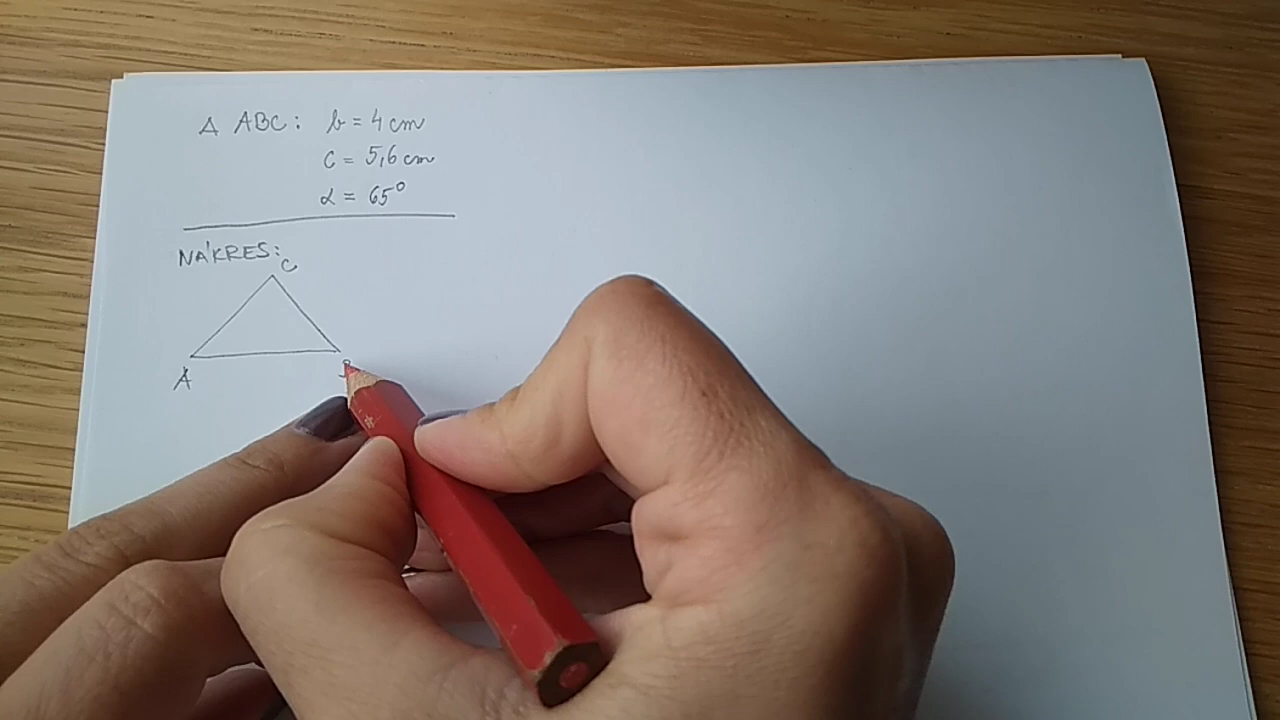 △ ABC: b = 4 cm
c = 5,6 cm
α = 65°
NÁKRES:
C
A